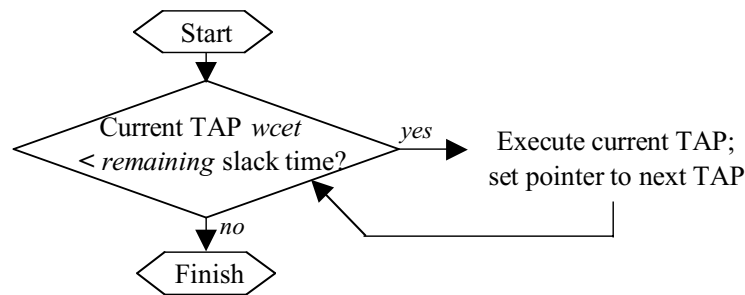 Start
Current TAP wcet
< remaining slack time?
yes
Execute current TAP;
set pointer to next TAP
no
Finish